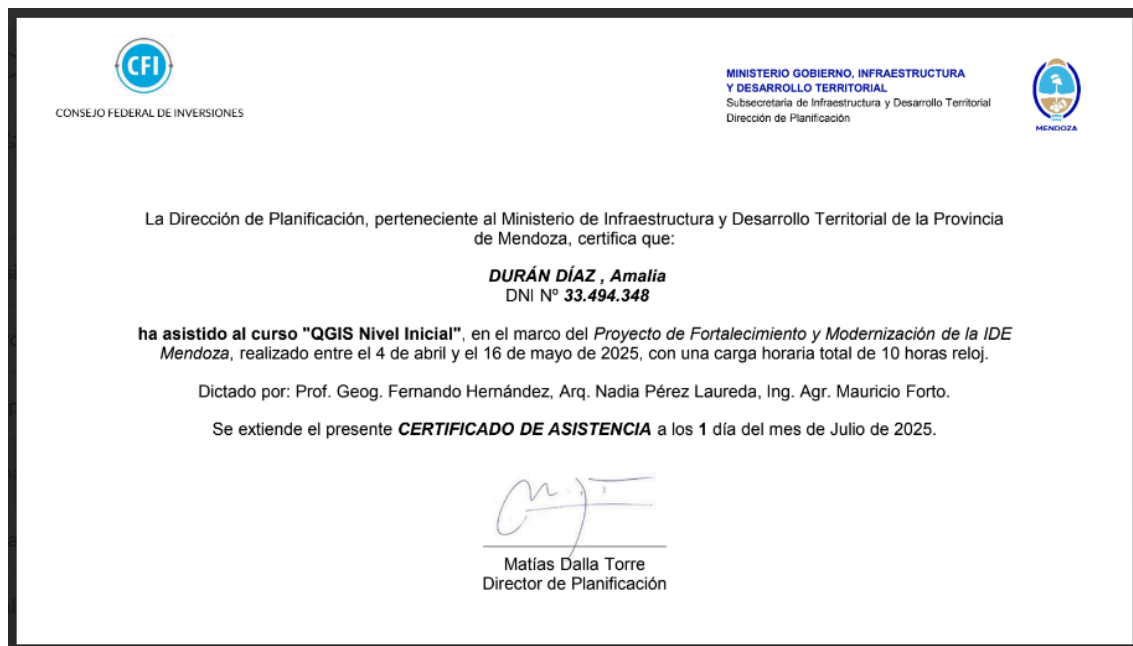 CFI
CONSEJO FEDERAL DE INVERSIONES
MINISTERIO GOBIERNO, INFRAESTRUCTURA
Y DESARROLLO TERRITORIAL
Subsecretaría de Infraestructura y Desarrollo Territorial
Dirección de Planificación
MENDOZA
La Dirección de Planificación, perteneciente al Ministerio de Infraestructura y Desarrollo Territorial de la Provincia
de Mendoza, certifica que:
DURÁN DÍAZ , Amalia
DNI Nº 33.494.348
ha asistido al curso "QGIS Nivel Inicial", en el marco del Proyecto de Fortalecimiento y Modernización de la IDE
Mendoza, realizado entre el 4 de abril y el 16 de mayo de 2025, con una carga horaria total de 10 horas reloj.
Dictado por: Prof. Geog. Fernando Hernández, Arq. Nadia Pérez Laureda, Ing. Agr. Mauricio Forto.
Se extiende el presente CERTIFICADO DE ASISTENCIA a los 1 día del mes de Julio de 2025.
Matías Dalla Torre
Director de Planificación